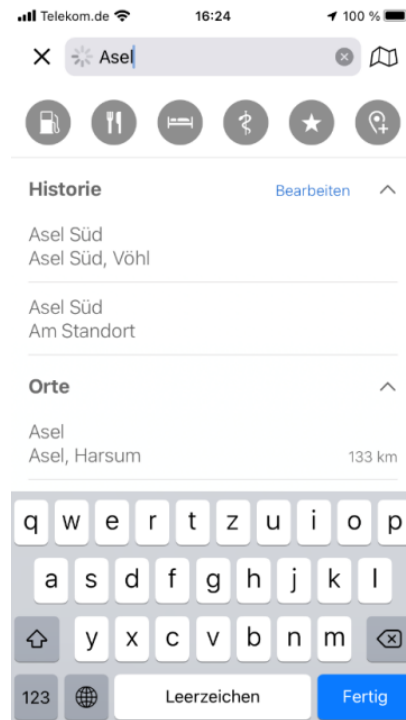 Telekom.de 16:24 100 %
Asel
Historie Bearbeiten
Asel Süd
Asel Süd, Vöhl
Asel Süd
Am Standort
Orte
Asel
Asel, Harsum 133 km
q w e r t z u i o p
a s d f g h j k l
y x c v b n m
123 Leerzeichen Fertig